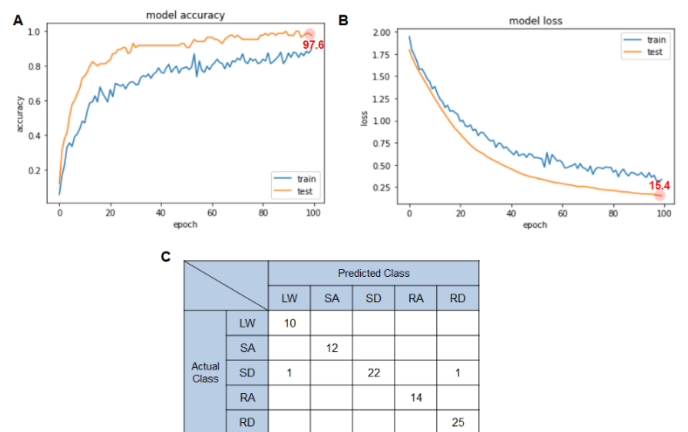 A
model accuracy
1.0
0.8
0.6
0.4
0.2
accuracy
0 20 40 60 80 100
epoch
97.6
train
test
B
model loss
2.00
1.75
1.50
1.25
1.00
0.75
0.50
0.25
loss
0 20 40 60 80 100
epoch
15.4
train
test
C
Predicted Class
LW SA SD RA RD
Actual Class
LW 10
SA 12
SD 1 22 1
RA 14
RD 25